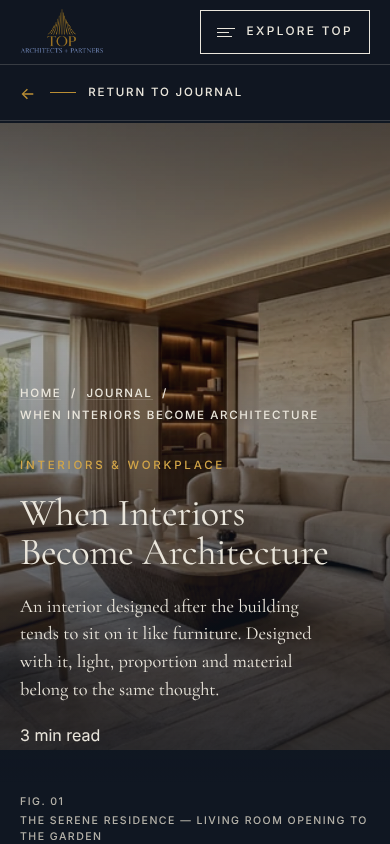 TOP
ARCHITECTS + PARTNERS
EXPLORE TOP
← RETURN TO JOURNAL
HOME / JOURNAL /
WHEN INTERIORS BECOME ARCHITECTURE
INTERIORS & WORKPLACE
When Interiors
Become Architecture
An interior designed after the building
tends to sit on it like furniture. Designed
with it, light, proportion and material
belong to the same thought.
3 min read
FIG. 01
THE SERENE RESIDENCE — LIVING ROOM OPENING TO
THE GARDEN